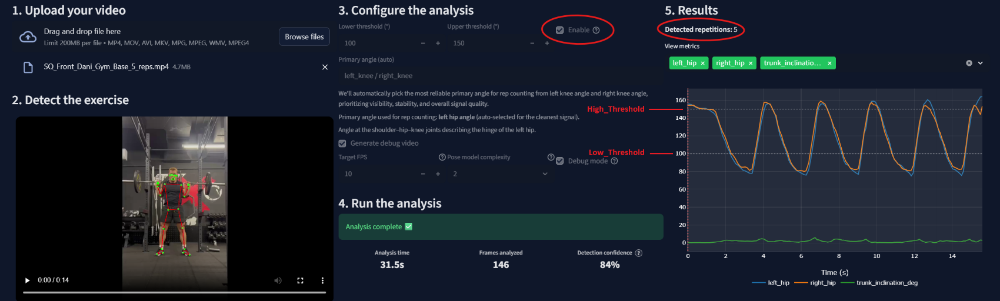 1. Upload your video
Drag and drop file here
Limit 200MB per file • MP4, MOV, AVI, MKV, MPG, MPEG, WMV, MPEG4
Browse files
SQ_Front_Dani_Gym_Base_5_reps.mp4 4.7MB
2. Detect the exercise
0:00 / 0:14
3. Configure the analysis
Lower threshold (°)
Upper threshold (°)
Enable
100
150
Primary angle (auto)
left_knee / right_knee
We'll automatically pick the most reliable primary angle for rep counting from left knee angle and right knee angle,
prioritizing visibility, stability, and overall signal quality.
Primary angle used for rep counting: left hip angle (auto-selected for the cleanest signal).
Angle at the shoulder–hip–knee joints describing the hinge of the left hip.
Generate debug video
Target FPS
Pose model complexity
Debug mode
10
2
4. Run the analysis
Analysis complete
Analysis time
Frames analyzed
Detection confidence
31.5s
146
84%
5. Results
Detected repetitions: 5
View metrics
left_hip
right_hip
trunk_inclinatio...
High_Threshold
Low_Threshold
160
140
120
100
80
60
40
20
0
0 2 4 6 8 10 12 14
Time (s)
left_hip right_hip trunk_inclination_deg